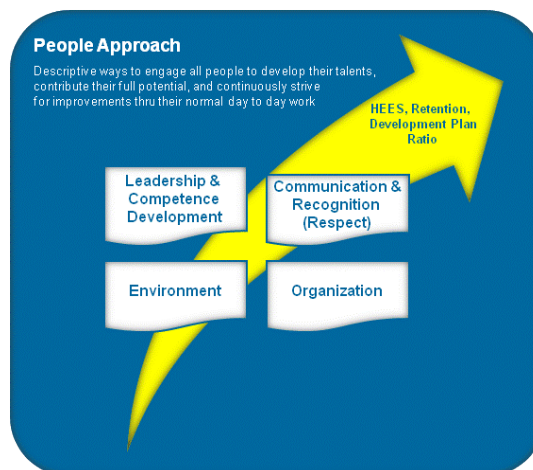 People Approach
Descriptive ways to engage all people to develop their talents,
contribute their full potential, and continuously strive
for improvements thru their normal day to day work
HEES, Retention,
Development Plan
Ratio
Leadership &
Competence
Development
Communication &
Recognition
(Respect)
Environment
Organization